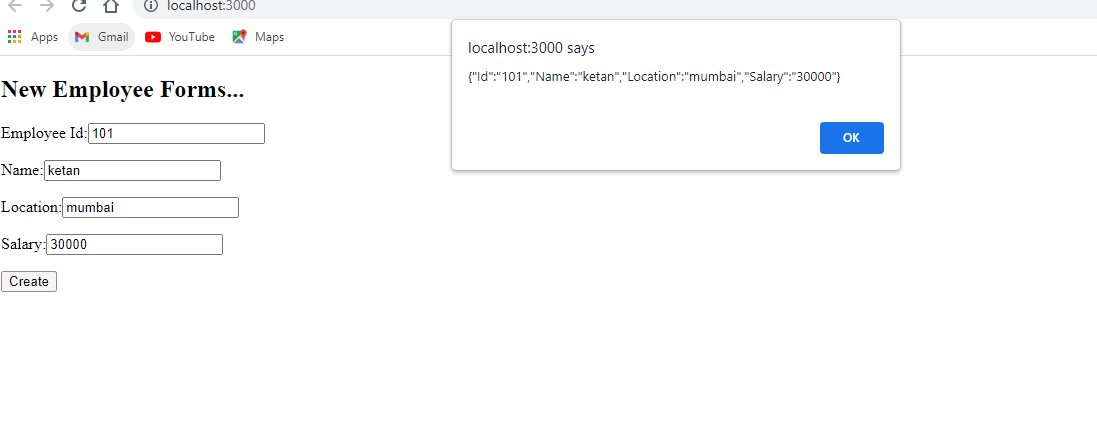 localhost:3000
Apps Gmail YouTube Maps
localhost:3000 says
{"Id":"101","Name":"ketan","Location":"mumbai","Salary":"30000"}
OK
New Employee Forms...
Employee Id:101
Name:ketan
Location:mumbai
Salary:30000
Create